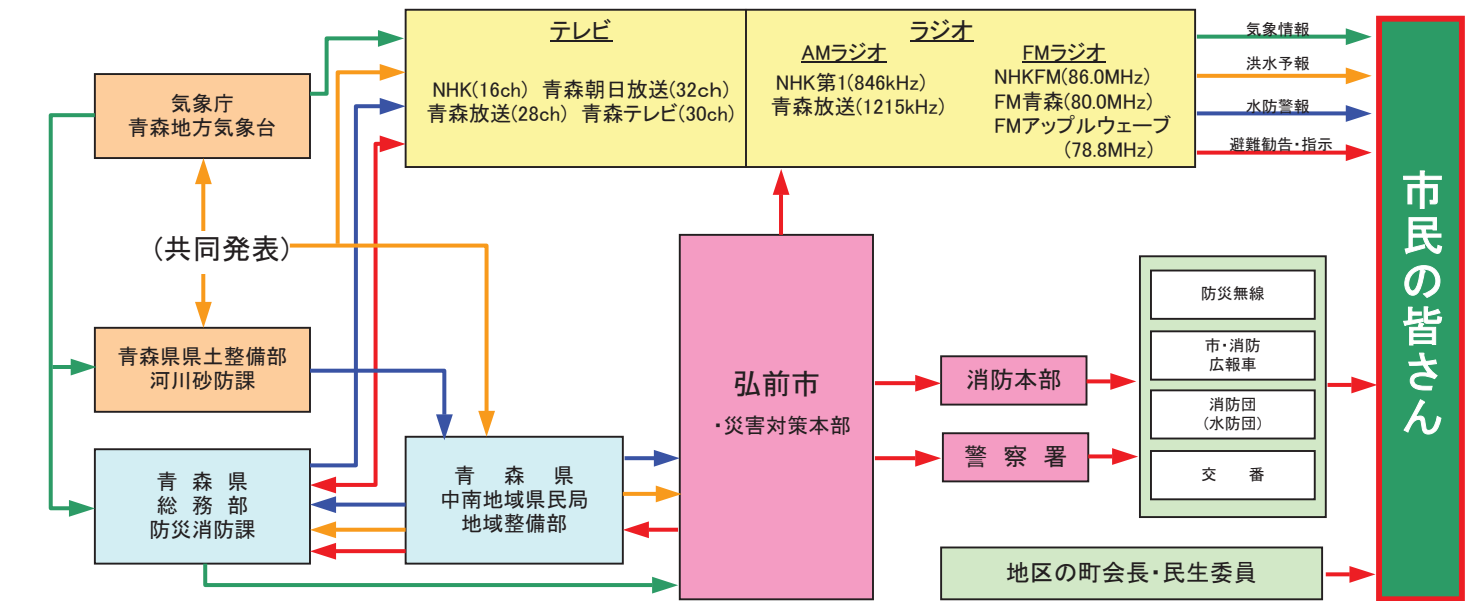 テレビ
NHK(16ch) 青森朝日放送(32ch)
青森放送(28ch) 青森テレビ(30ch)
ラジオ
AMラジオ
NHK第1(846kHz)
青森放送(1215kHz)
FMラジオ
NHKFM(86.0MHz)
FM青森(80.0MHz)
FMアップルウェーブ
(78.8MHz)
気象情報
洪水予報
水防警報
避難勧告・指示
市民の皆さん
気象庁
青森地方気象台
(共同発表)
青森県県土整備部
河川砂防課
青森県
総務部
防災消防課
青森県
中南地域県民局
地域整備部
弘前市
・災害対策本部
消防本部
警察署
防災無線
市・消防
広報車
消防団
(水防団)
交番
地区の町会長・民生委員